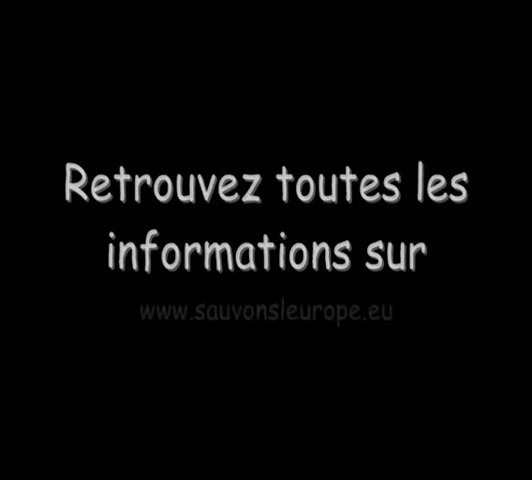 Retrouvez toutes les
informations sur
www.sauvonsleurope.eu